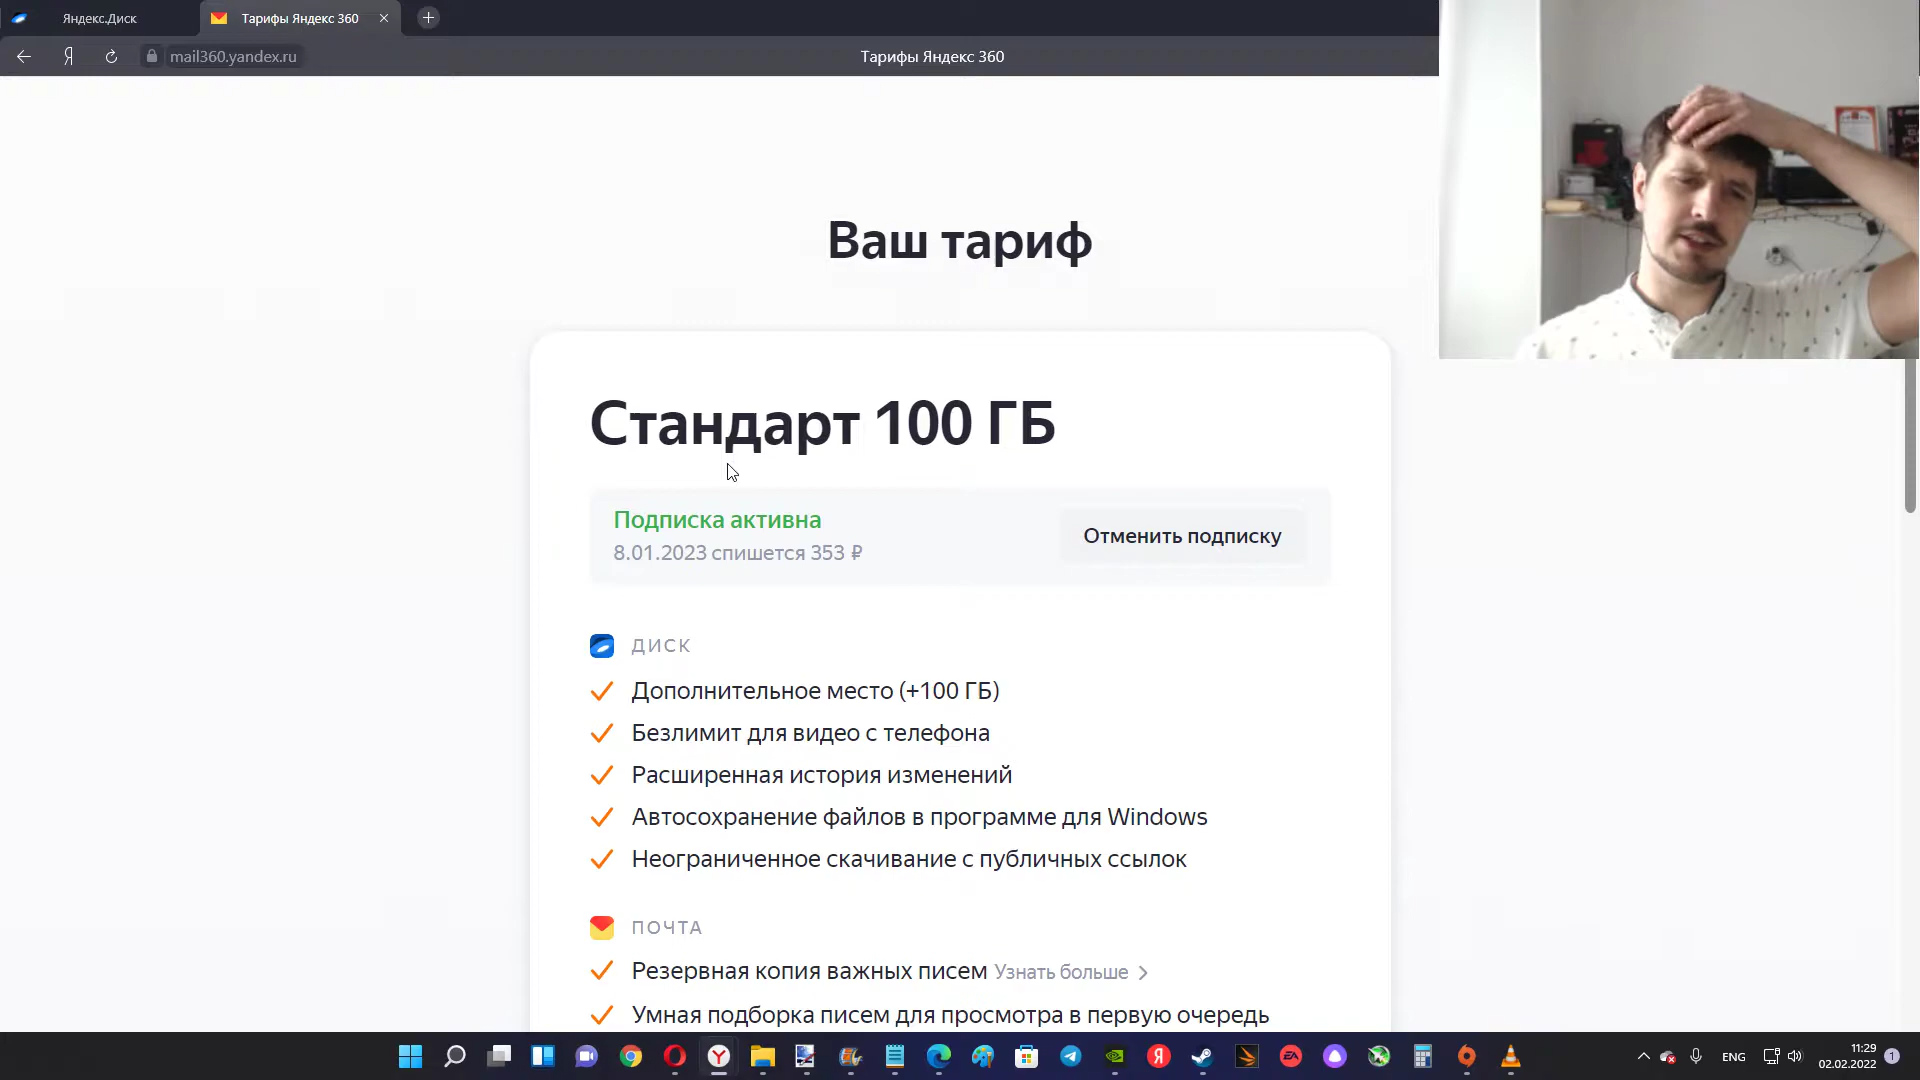 Яндекс.Диск
Тарифы Яндекс 360
mail360.yandex.ru
Тарифы Яндекс 360
Ваш тариф
Стандарт 100 ГБ
Подписка активна
8.01.2023 спишется 353 ₽
Отменить подписку
ДИСК
Дополнительное место (+100 ГБ)
Безлимит для видео с телефона
Расширенная история изменений
Автосохранение файлов в программе для Windows
Неограниченное скачивание с публичных ссылок
ПОЧТА
Резервная копия важных писем Узнать больше
Умная подборка писем для просмотра в первую очередь
ENG
11:29
02.02.2022
1